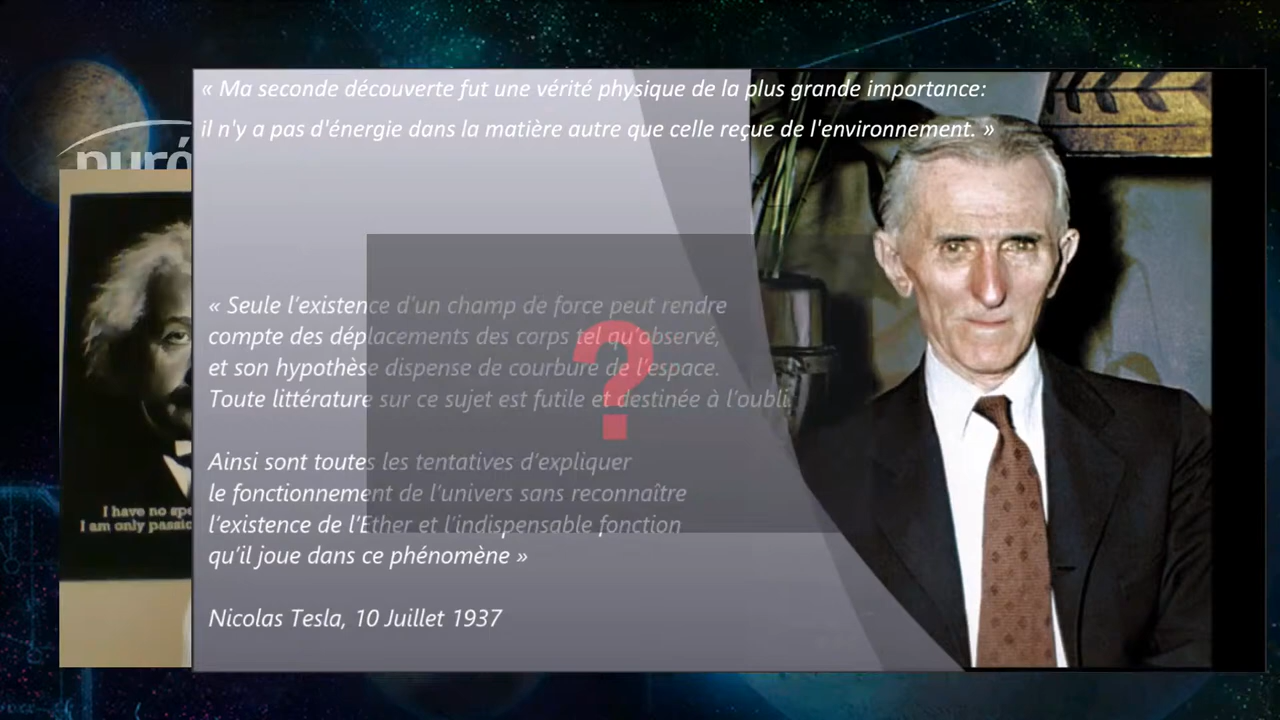 « Ma seconde découverte fut une vérité physique de la plus grande importance:
il n'y a pas d'énergie dans la matière autre que celle reçue de l'environnement. »
puró
« Seule l'existence d'un champ de force peut rendre
compte des déplacements des corps tel qu'observé,
et son hypothèse dispense de courbure de l'espace.
Toute littérature sur ce sujet est futile et destinée à l'oubli.
?
Ainsi sont toutes les tentatives d'expliquer
le fonctionnement de l'univers sans reconnaître
l'existence de l'Ether et l'indispensable fonction
qu'il joue dans ce phénomène »
Nicolas Tesla, 10 Juillet 1937
I have no spe
I am only passic